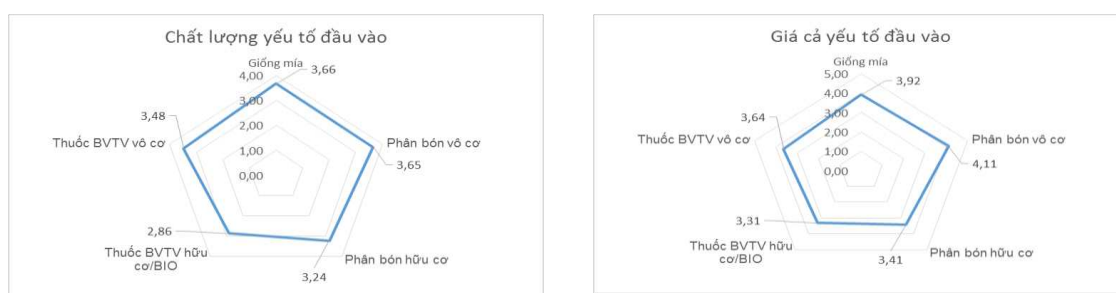 Chất lượng yếu tố đầu vào
Giống mía
4,00
3,66
3,00
3,48
2,00
Thuốc BVTV vô cơ
Phân bón vô cơ
1,00
3,65
0,00
2,86
Thuốc BVTV hữu
cơ/BIO
Phân bón hữu cơ
3,24
Giá cả yếu tố đầu vào
Giống mía
5,00
3,92
4,00
3,00
3,64
2,00
Thuốc BVTV vô cơ
Phân bón vô cơ
1,00
4,11
0,00
3,31
Thuốc BVTV hữu
cơ/BIO
Phân bón hữu cơ
3,41